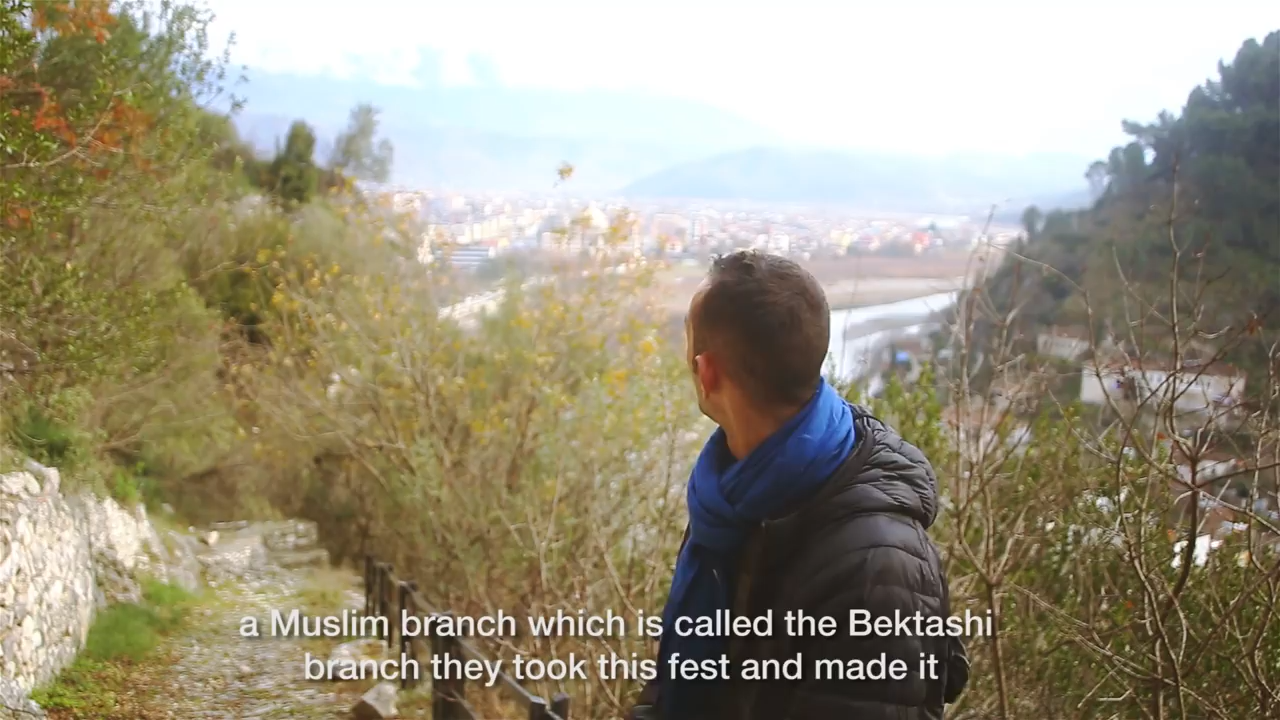 a Muslim branch which is called the Bektashi
branch they took this fest and made it